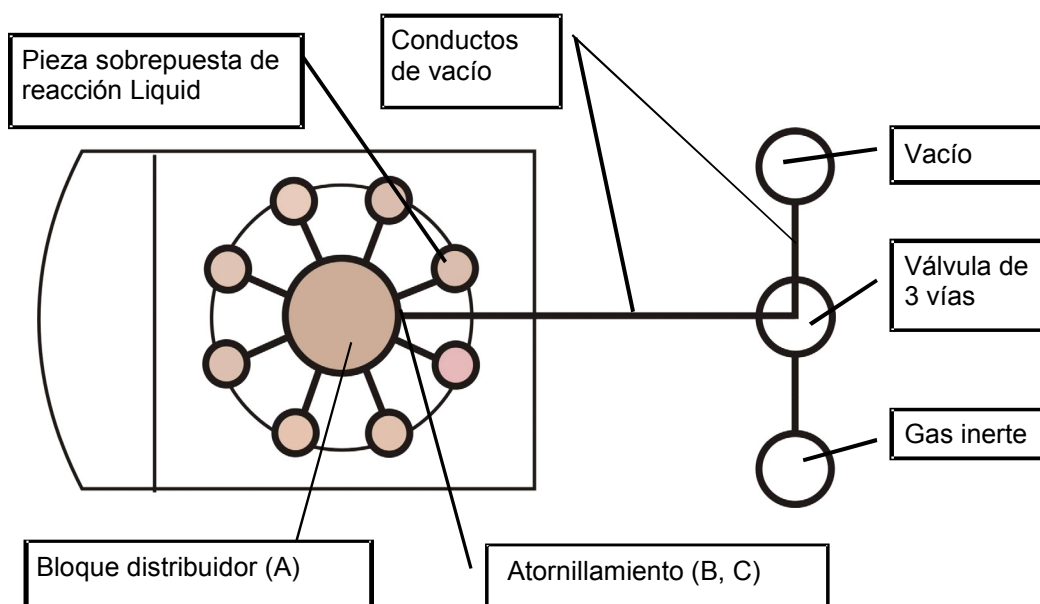 Pieza sobrepuesta de
reacción Liquid
Conductos
de vacío
Vacío
Válvula de
3 vías
Gas inerte
Bloque distribuidor (A)
Atornillamiento (B, C)